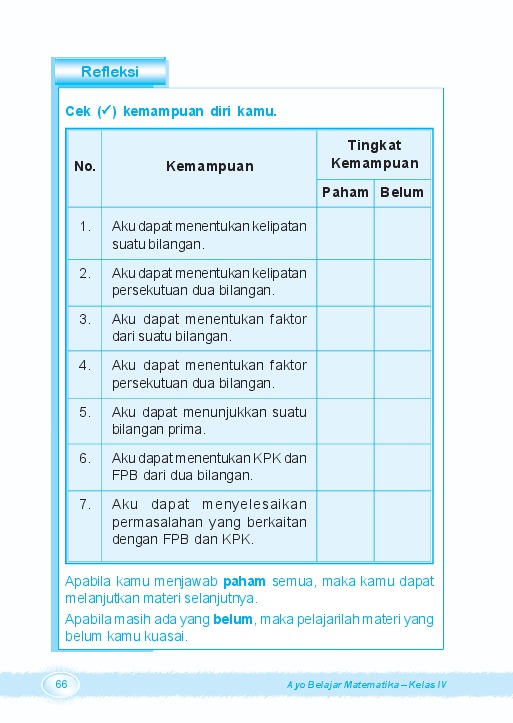 Refleksi
Cek (✓) kemampuan diri kamu.
No.
Kemampuan
Tingkat
Kemampuan
Paham
Belum
1.
Aku dapat menentukan kelipatan
suatu bilangan.
2.
Aku dapat menentukan kelipatan
persekutuan dua bilangan.
3.
Aku dapat menentukan faktor
dari suatu bilangan.
4.
Aku dapat menentukan faktor
persekutuan dua bilangan.
5.
Aku dapat menunjukkan suatu
bilangan prima.
6.
Aku dapat menentukan KPK dan
FPB dari dua bilangan.
7.
Aku dapat menyelesaikan
permasalahan yang berkaitan
dengan FPB dan KPK.
Apabila kamu menjawab paham semua, maka kamu dapat
melanjutkan materi selanjutnya.
Apabila masih ada yang belum, maka pelajarilah materi yang
belum kamu kuasai.
66
Ayo Belajar Matematika – Kelas IV